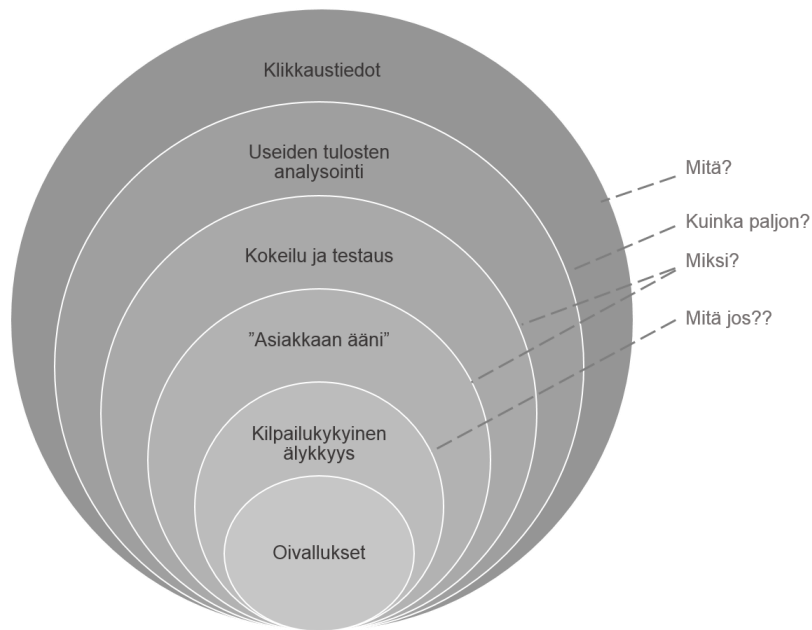 Klikkaustiedot
Useiden tulosten
analysointi
Kokeilu ja testaus
”Asiakkaan ääni”
Kilpailukykyinen
älykkyys
Oivallukset
Mitä?
Kuinka paljon?
Miksi?
Mitä jos??